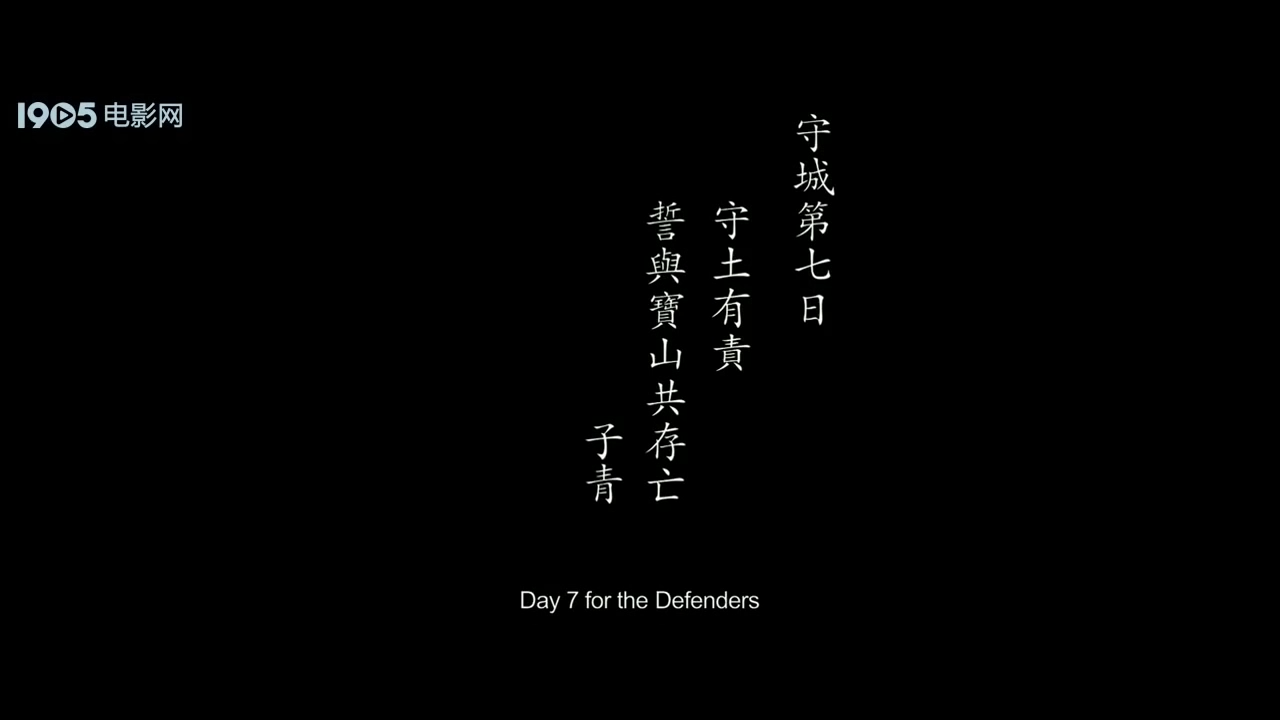 1905电影网
守城第七日
守土有責
誓與寶山共存亡
子青
Day 7 for the Defenders